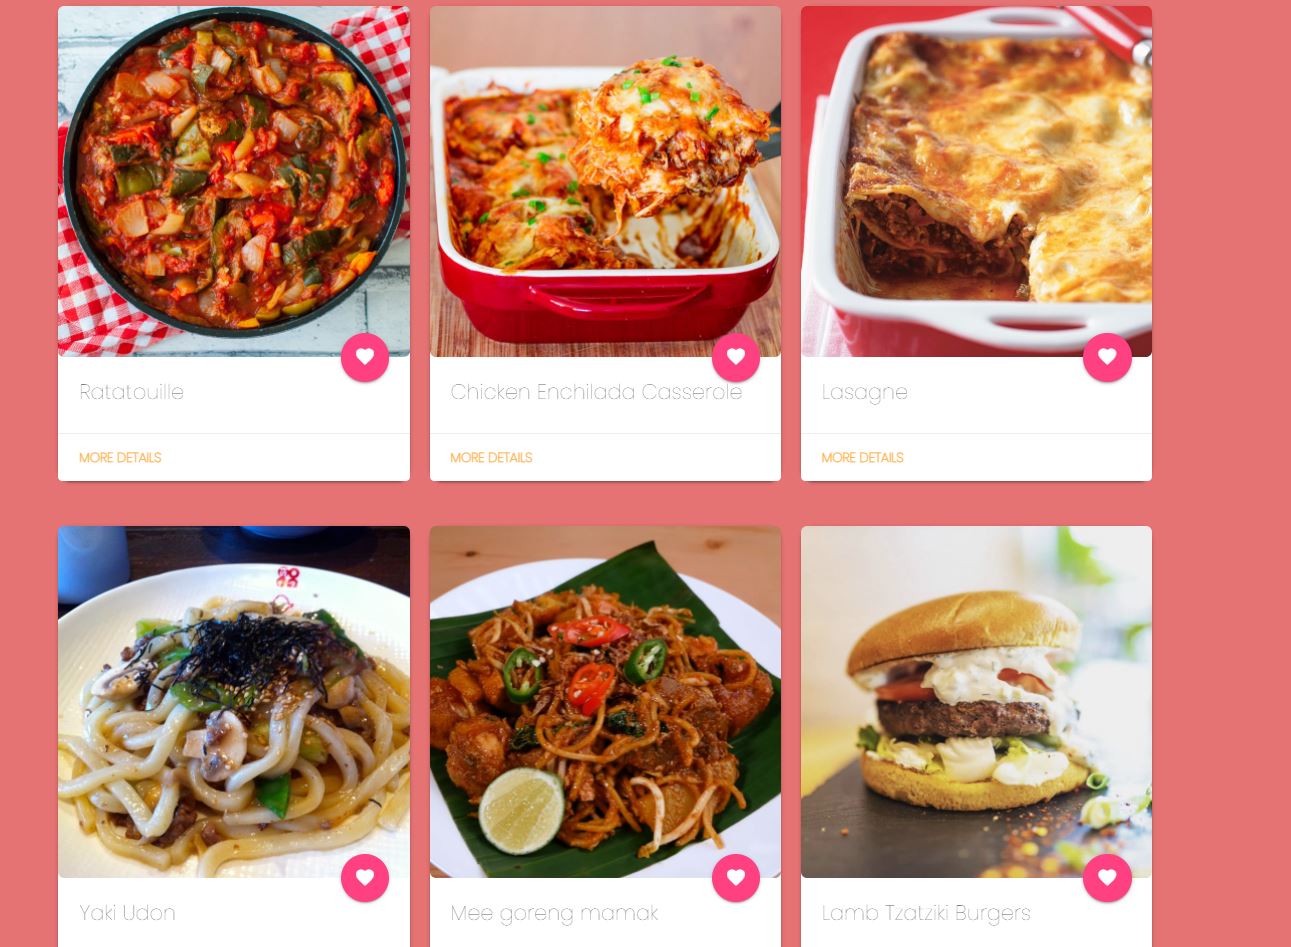 Ratatouille
Chicken Enchilada Casserole
Lasagne
MORE DETAILS
MORE DETAILS
MORE DETAILS
Yaki Udon
Mee goreng mamak
Lamb Tzatziki Burgers